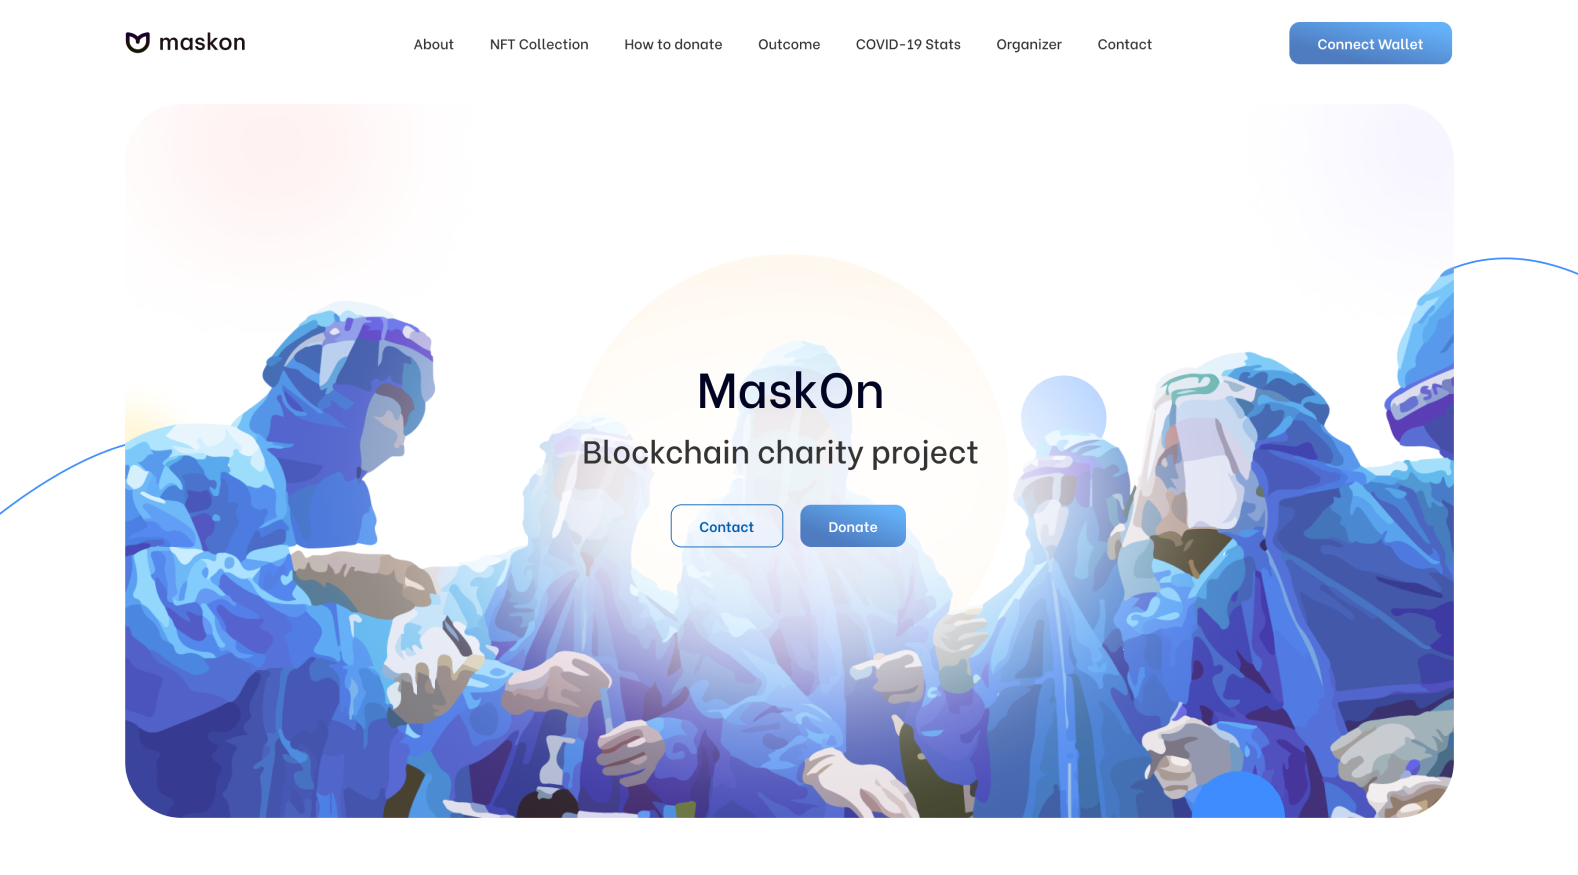 maskon
About NFT Collection How to donate Outcome COVID-19 Stats Organizer Contact
Connect Wallet
MaskOn
Blockchain charity project
Contact Donate